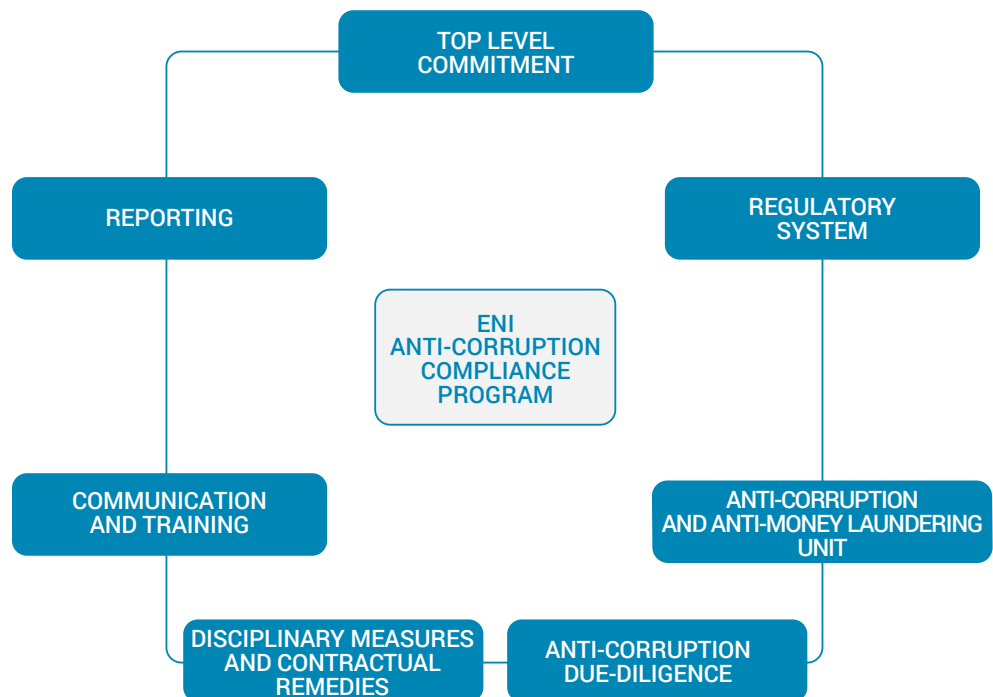 TOP LEVEL
COMMITMENT
REPORTING
REGULATORY
SYSTEM
ENI
ANTI-CORRUPTION
COMPLIANCE
PROGRAM
COMMUNICATION
AND TRAINING
ANTI-CORRUPTION
AND ANTI-MONEY LAUNDERING
UNIT
DISCIPLINARY MEASURES
AND CONTRACTUAL
REMEDIES
ANTI-CORRUPTION
DUE-DILIGENCE